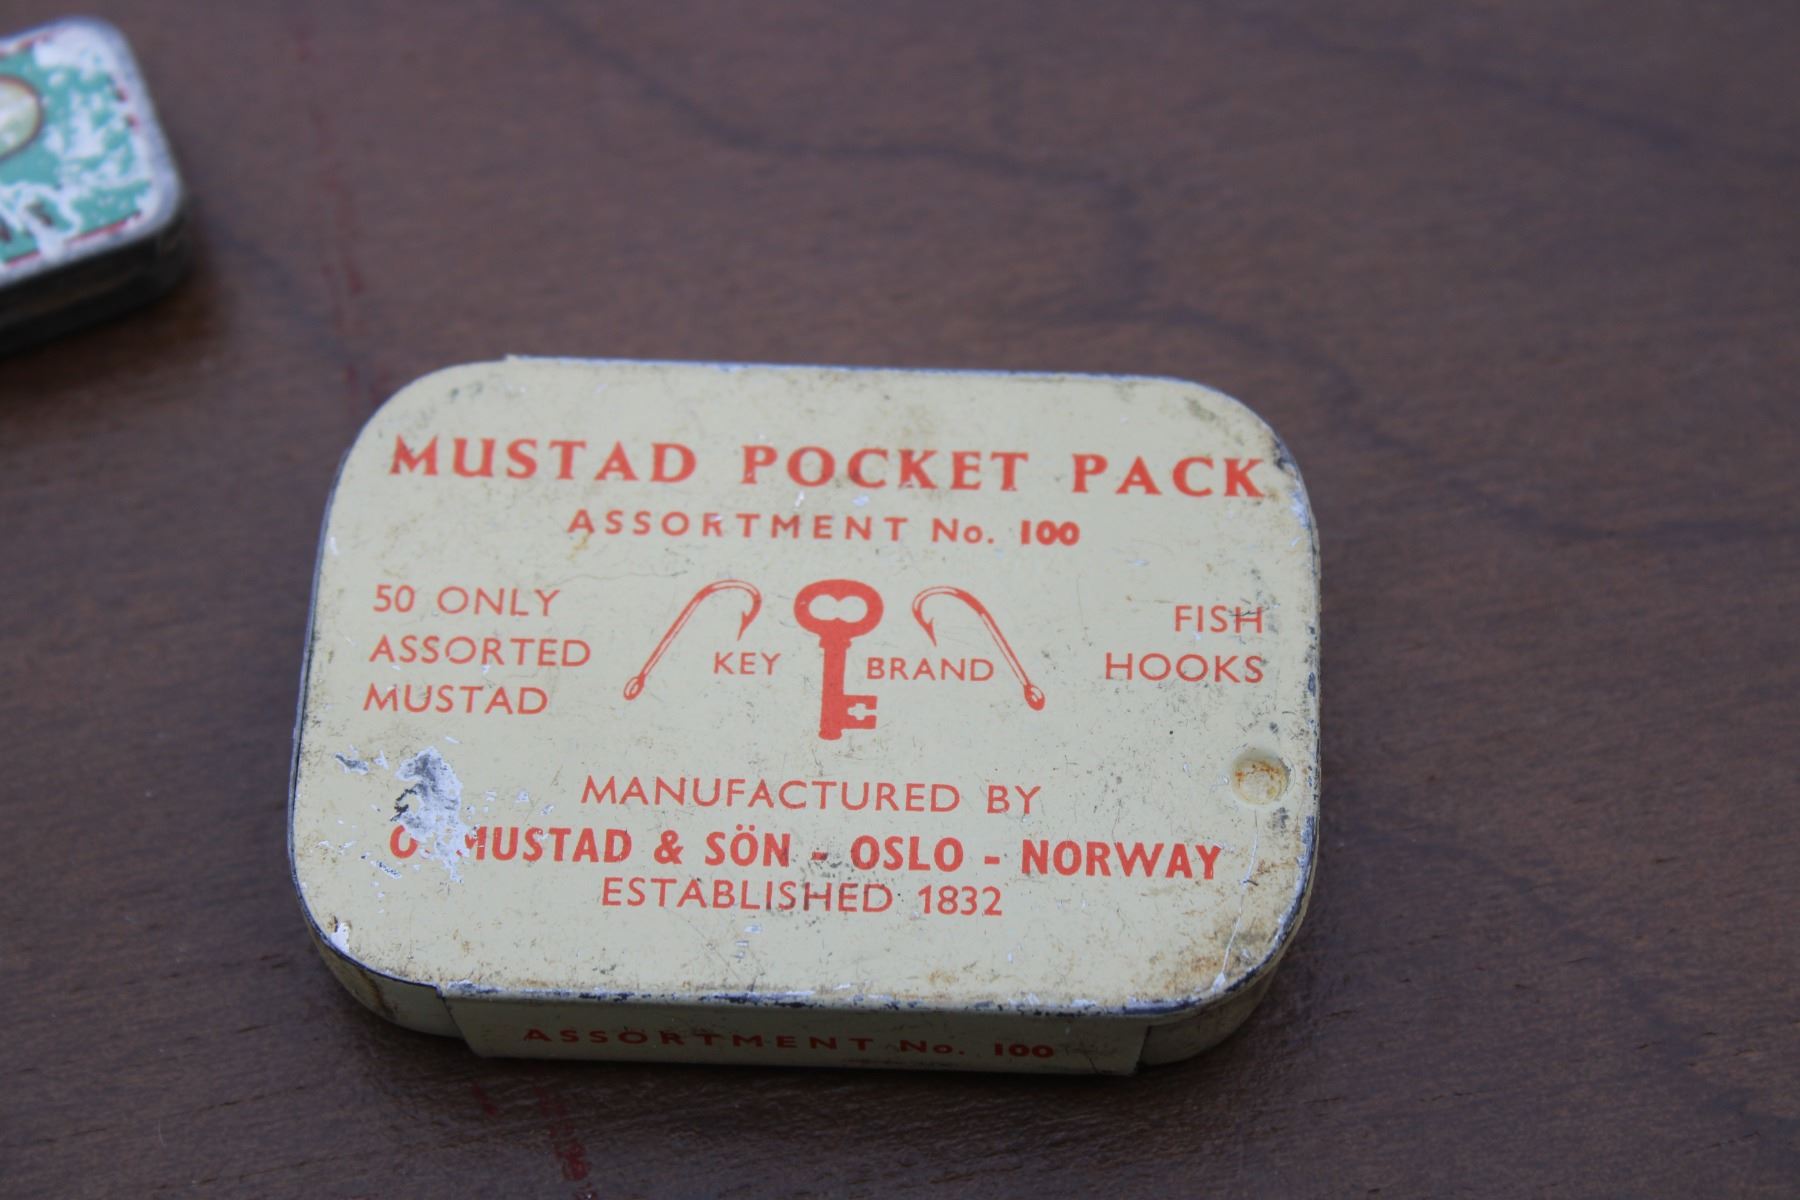 MUSTAD POCKET PACK
ASSORTMENT No. 100
50 ONLY
ASSORTED
MUSTAD
KEY BRAND
FISH
HOOKS
MANUFACTURED BY
O. MUSTAD & SÖN - OSLO - NORWAY
ESTABLISHED 1832
ASSORTMENT No. 100